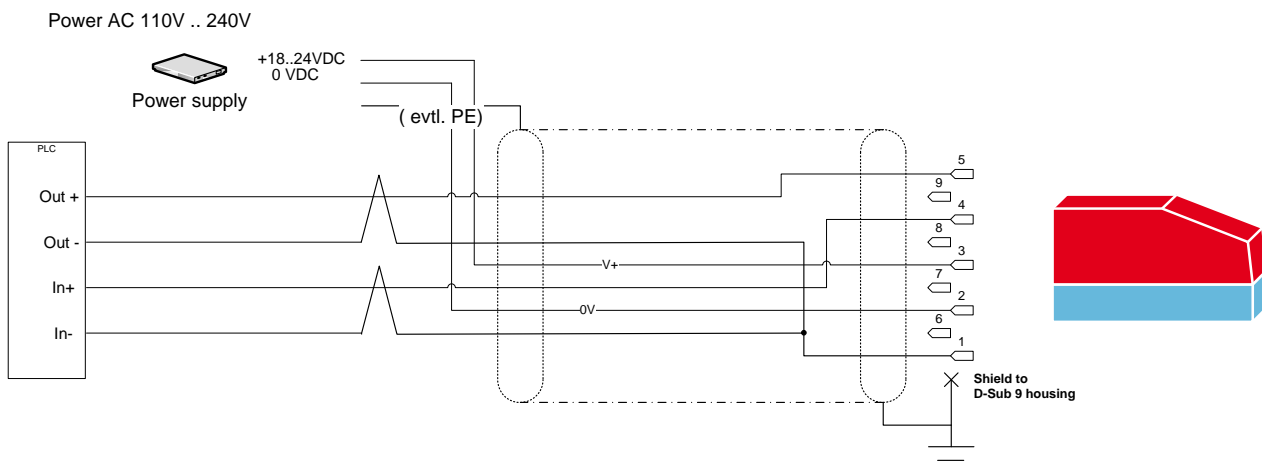 Power AC 110V .. 240V
+18..24VDC
0 VDC
Power supply
( evtl. PE)
PLC
Out +
Out -
In+
In-
V+
0V
5
9
4
8
3
7
2
6
1
Shield to
D-Sub 9 housing